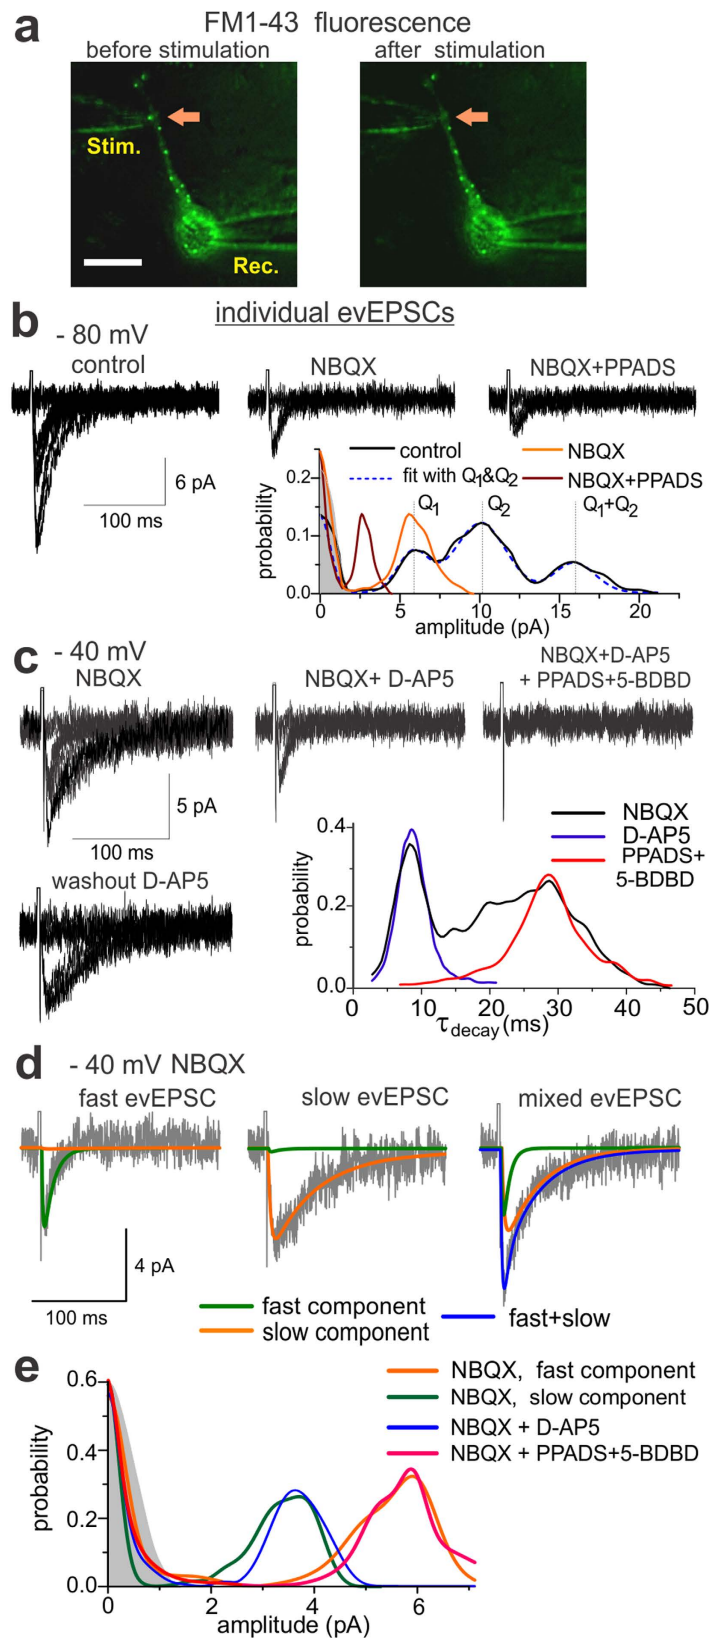 a
FM1-43 fluorescence
before stimulation
after stimulation
Stim.
Rec.
b
individual evEPSCs
- 80 mV
control
NBQX
NBQX+PPADS
6 pA
100 ms
control
NBQX
fit with Q1&Q2
NBQX+PPADS
Q1
Q2
Q1+Q2
probability
0.2
0.1
0.0
0
5
10
15
20
amplitude (pA)
c
- 40 mV
NBQX
NBQX+ D-AP5
NBQX+D-AP5
+ PPADS+5-BDBD
5 pA
100 ms
washout D-AP5
NBQX
D-AP5
PPADS+
5-BDBD
probability
0.4
0.2
0.0
0
10
20
30
40
50
τdecay(ms)
d
- 40 mV NBQX
fast evEPSC
slow evEPSC
mixed evEPSC
4 pA
100 ms
fast component
slow component
fast+slow
e
NBQX, fast component
NBQX, slow component
NBQX + D-AP5
NBQX + PPADS+5-BDBD
probability
0.6
0.4
0.2
0.0
0
2
4
6
amplitude (pA)